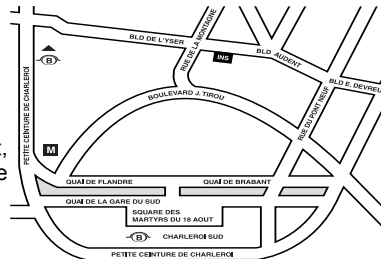 BLD DE L'YSER
RUE DE LA MONTAGNE
INS
BLD AUDENT
BLD E. DEVREU
B
PETITE CEINTURE DE CHARLEROI
BOULEVARD J. TIROU
RUE DU PONT NEUF
M
,
e
QUAI DE FLANDRE
QUAI DE BRABANT
QUAI DE LA GARE DU SUD
SQUARE DES
MARTYRS DU 18 AOUT
B CHARLEROI SUD
PETITE CEINTURE DE CHARLEROI